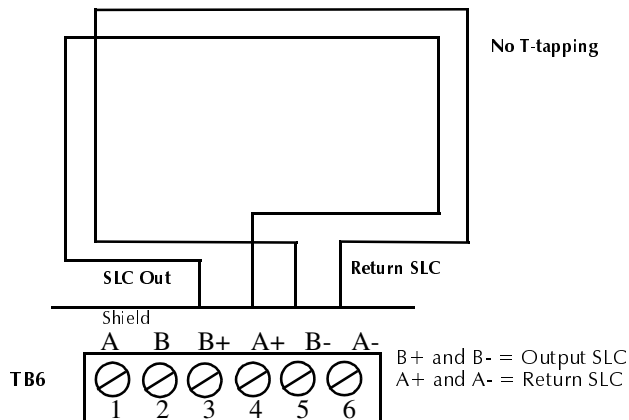 No T-tapping
SLC Out
Return SLC
Shield
A B B+ A+ B- A-
B+ and B- = Output SLC
A+ and A- = Return SLC
TB6
1 2 3 4 5 6